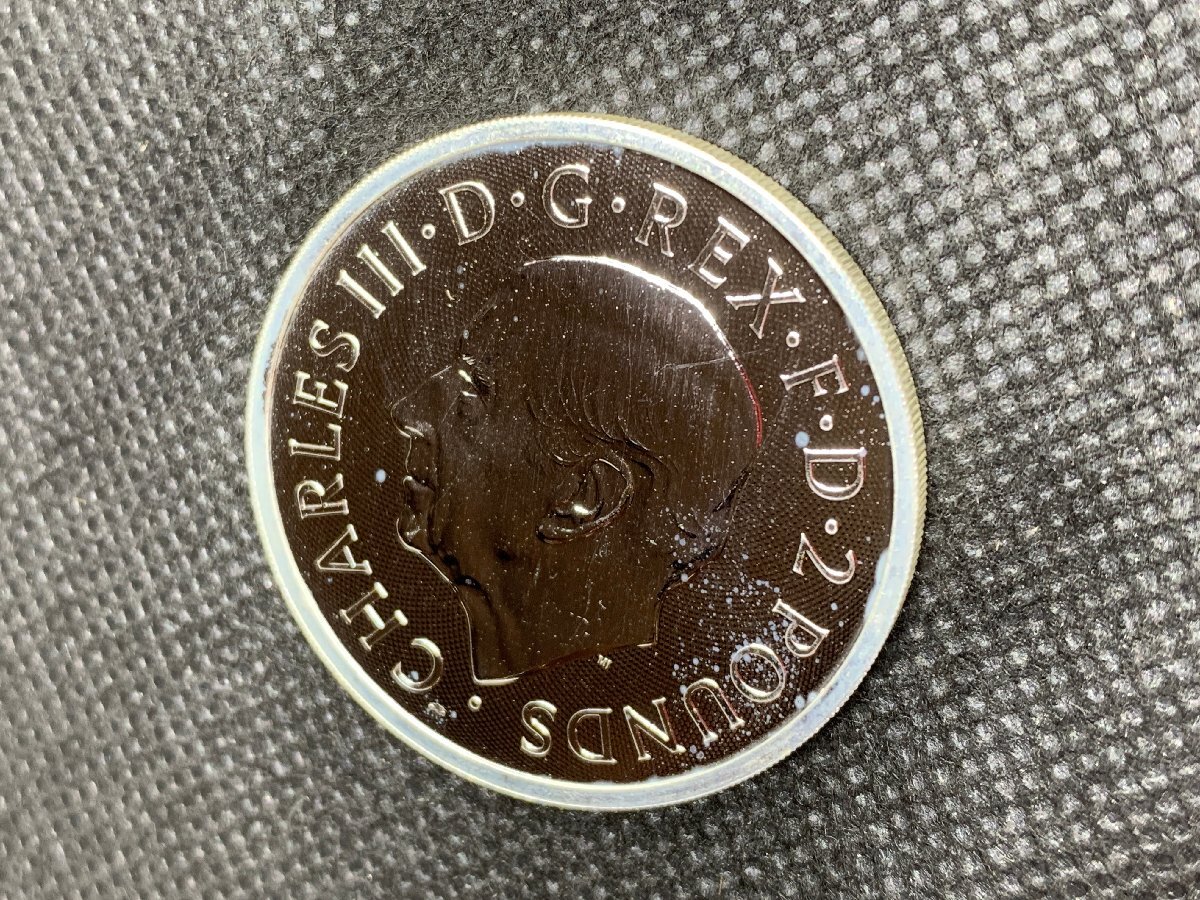 CHARLES III · D · G · REX · F · D · 2 POUNDS ·